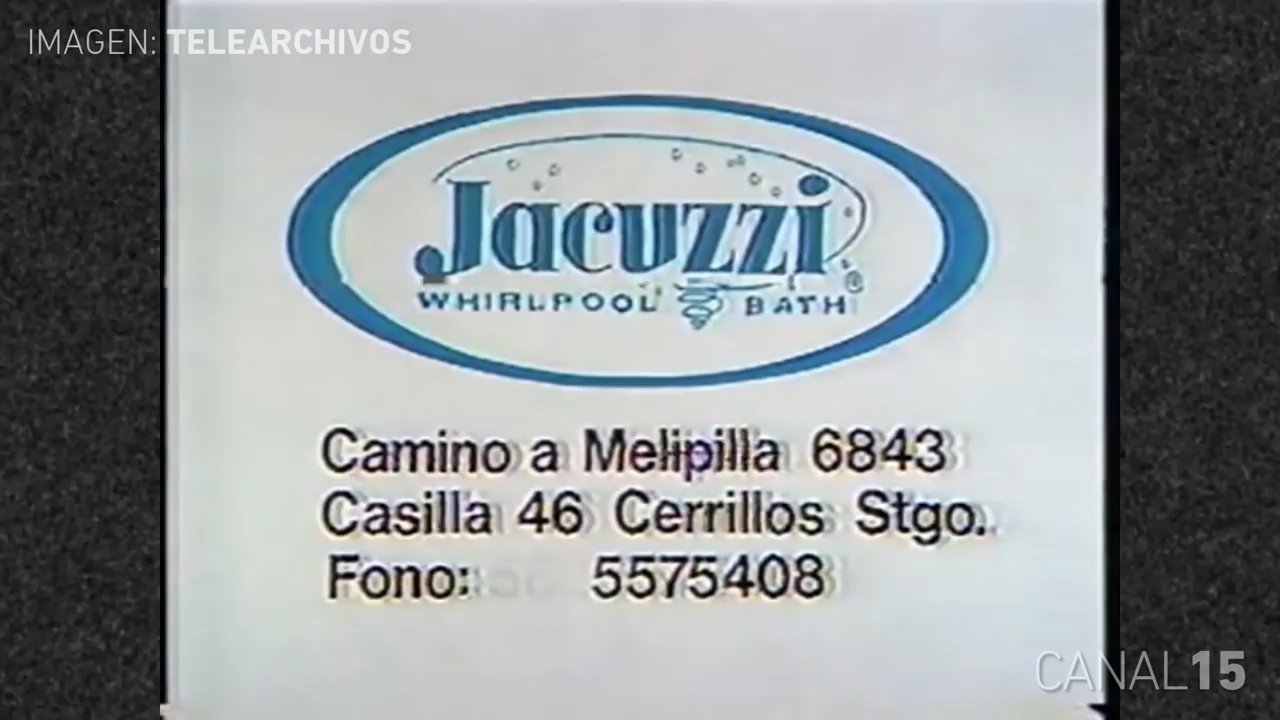 IMAGEN: TELEARCHIVOS
Jacuzzi
WHIRLPOOL BATH
Camino a Melipilla 6843
Casilla 46 Cerrillos Stgo.
Fono: 5575408
CANAL15